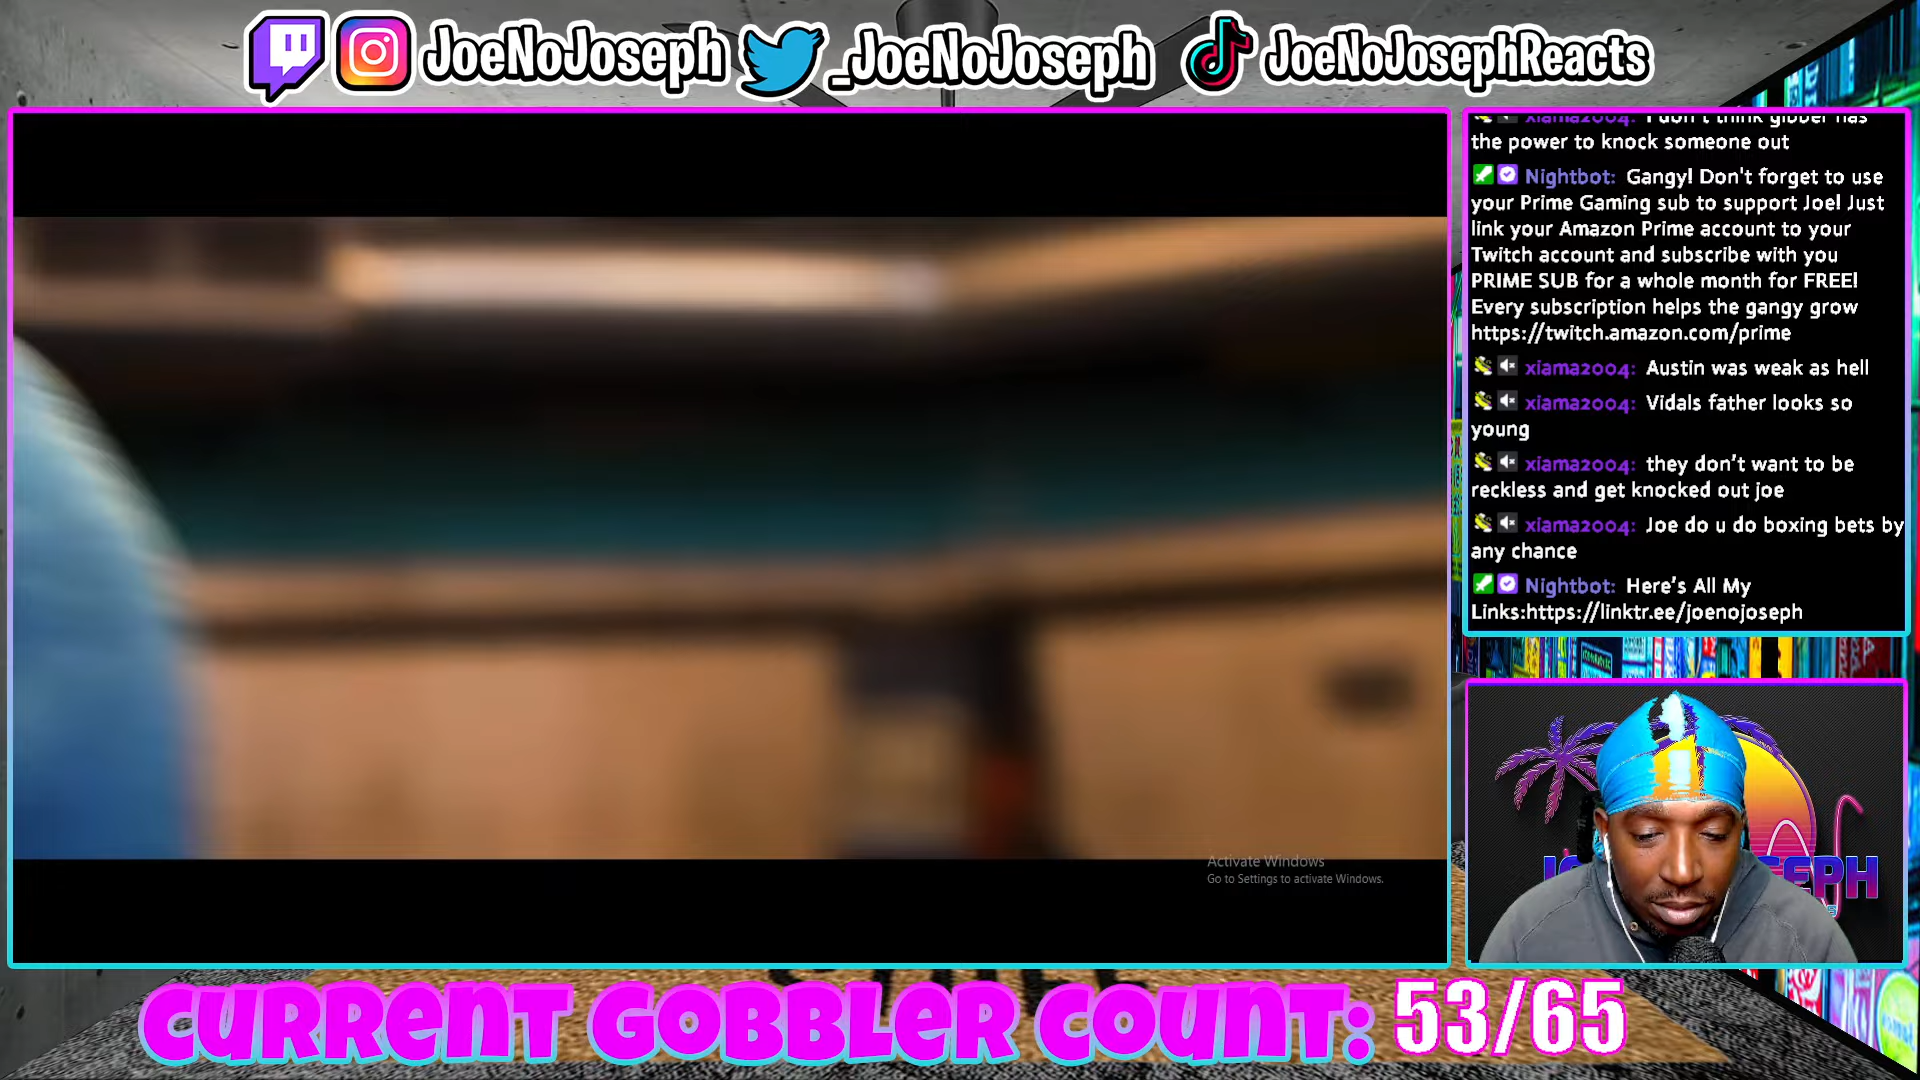 JoeNoJoseph _JoeNoJoseph JoeNoJosephReacts
xiama2004: I don't think gibber has
the power to knock someone out
Nightbot: Gangy! Don't forget to use
your Prime Gaming sub to support Joe! Just
link your Amazon Prime account to your
Twitch account and subscribe with you
PRIME SUB for a whole month for FREE!
Every subscription helps the gangy grow
https://twitch.amazon.com/prime
xiama2004: Austin was weak as hell
xiama2004: Vidals father looks so
young
xiama2004: they don't want to be
reckless and get knocked out joe
xiama2004: Joe do u do boxing bets by
any chance
Nightbot: Here's All My
Links:https://linktr.ee/joenojoseph
Activate Windows
Go to Settings to activate Windows.
CURRENT GOBBLER COUNT: 53/65